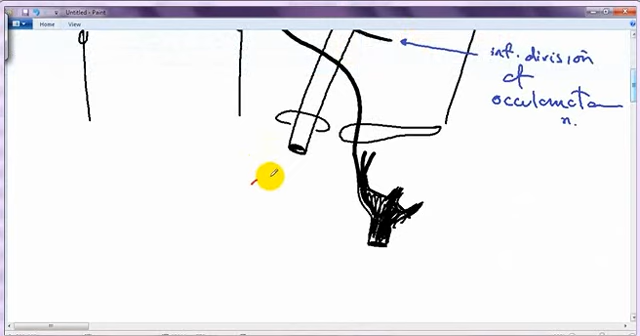 Untitled - Paint
Home
View
inf. division
of
occulomotor
n.